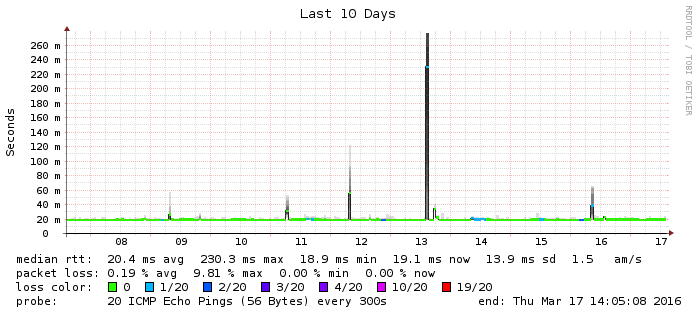 Last 10 Days
RRDTOOL / TOBI OETIKER
Seconds
260 m
240 m
220 m
200 m
180 m
160 m
140 m
120 m
100 m
80 m
60 m
40 m
20 m
0
08 09 10 11 12 13 14 15 16 17
median rtt: 20.4 ms avg 230.3 ms max 18.9 ms min 19.1 ms now 13.9 ms sd 1.5 am/s
packet loss: 0.19 % avg 9.81 % max 0.00 % min 0.00 % now
loss color: 0 1/20 2/20 3/20 4/20 10/20 19/20
probe: 20 ICMP Echo Pings (56 Bytes) every 300s end: Thu Mar 17 14:05:08 2016